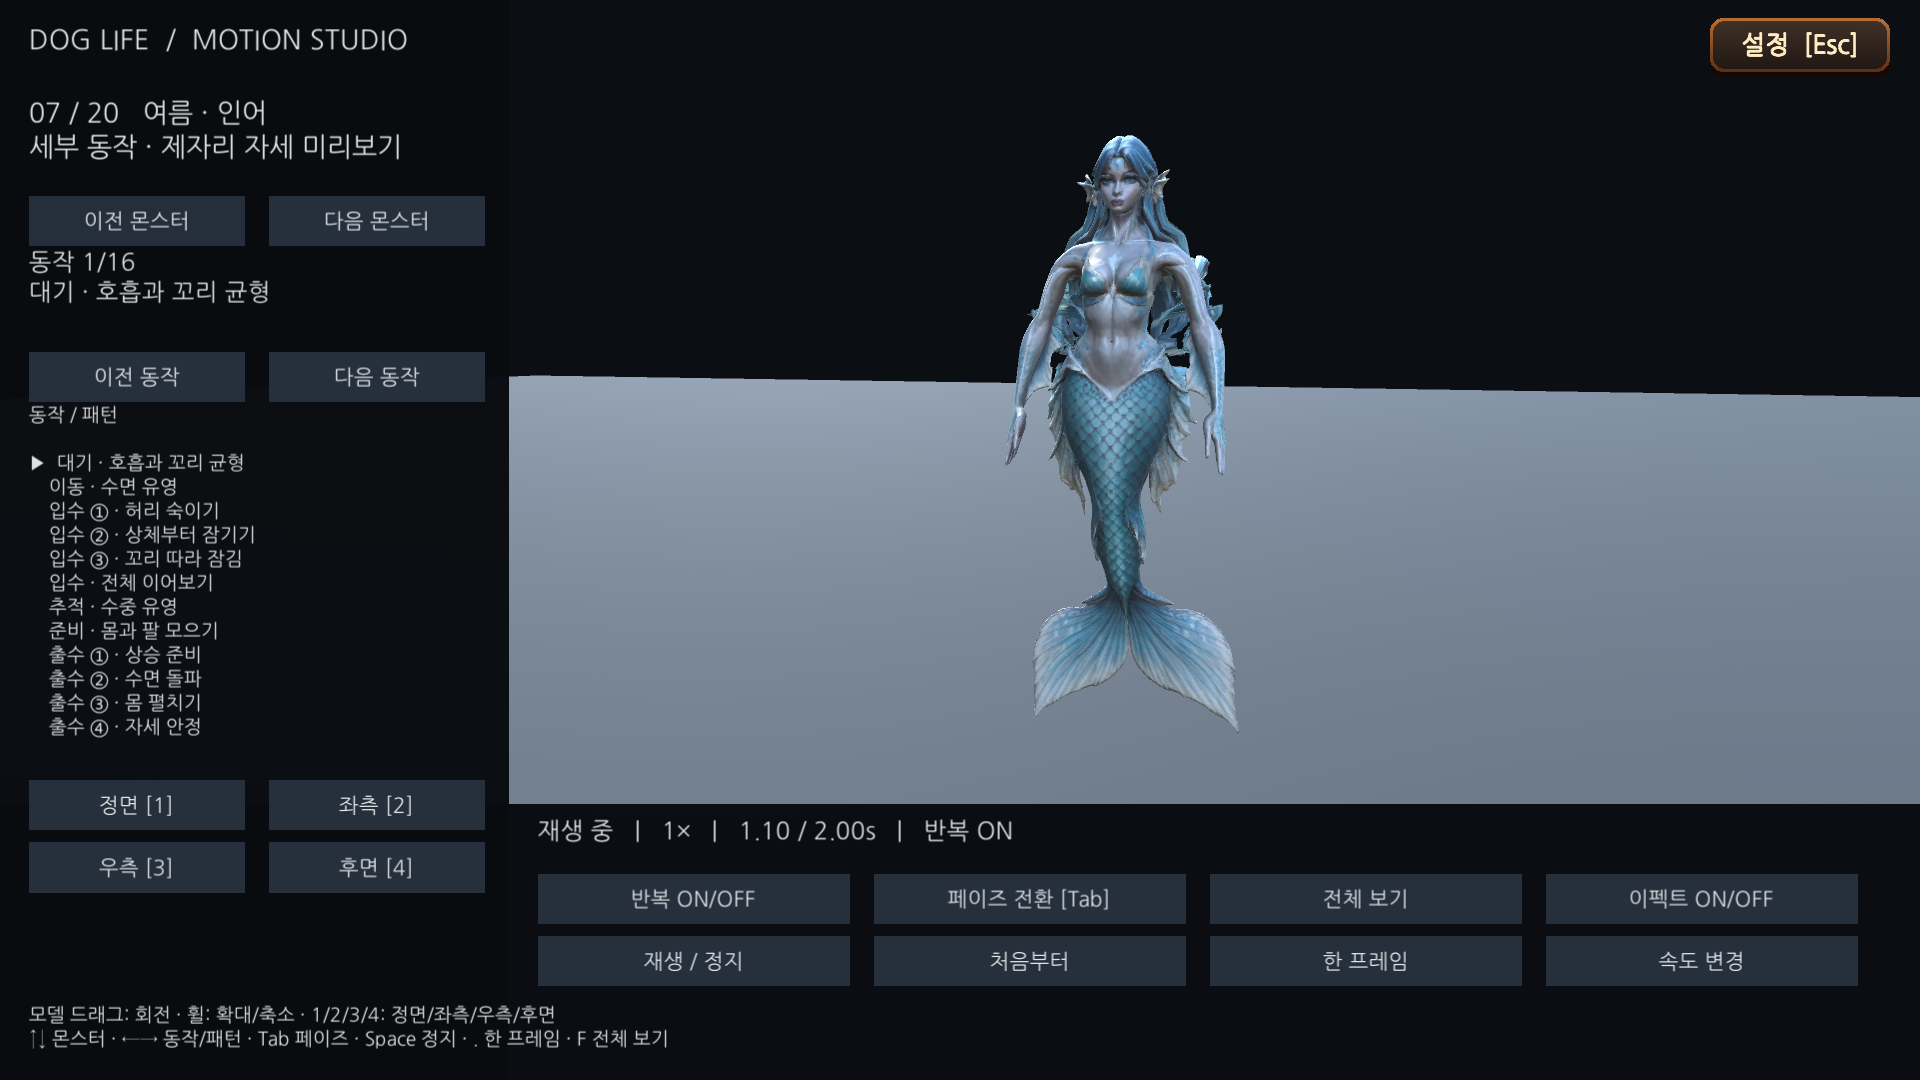 DOG LIFE / MOTION STUDIO
설정 [Esc]
07 / 20 여름 · 인어
세부 동작 · 제자리 자세 미리보기
이전 몬스터
다음 몬스터
동작 1/16
대기 · 호흡과 꼬리 균형
이전 동작
다음 동작
동작 / 패턴
▶ 대기 · 호흡과 꼬리 균형
이동 · 수면 유영
입수 ① · 허리 숙이기
입수 ② · 상체부터 잠기기
입수 ③ · 꼬리 따라 잠김
입수 · 전체 이어보기
추적 · 수중 유영
준비 · 몸과 팔 모으기
출수 ① · 상승 준비
출수 ② · 수면 돌파
출수 ③ · 몸 펼치기
출수 ④ · 자세 안정
정면 [1]
좌측 [2]
우측 [3]
후면 [4]
재생 중 | 1× | 1.10 / 2.00s | 반복 ON
반복 ON/OFF
페이즈 전환 [Tab]
전체 보기
이펙트 ON/OFF
재생 / 정지
처음부터
한 프레임
속도 변경
모델 드래그: 회전 · 휠: 확대/축소 · 1/2/3/4: 정면/좌측/우측/후면
↑↓ 몬스터 · ←→ 동작/패턴 · Tab 페이즈 · Space 정지 · . 한 프레임 · F 전체 보기